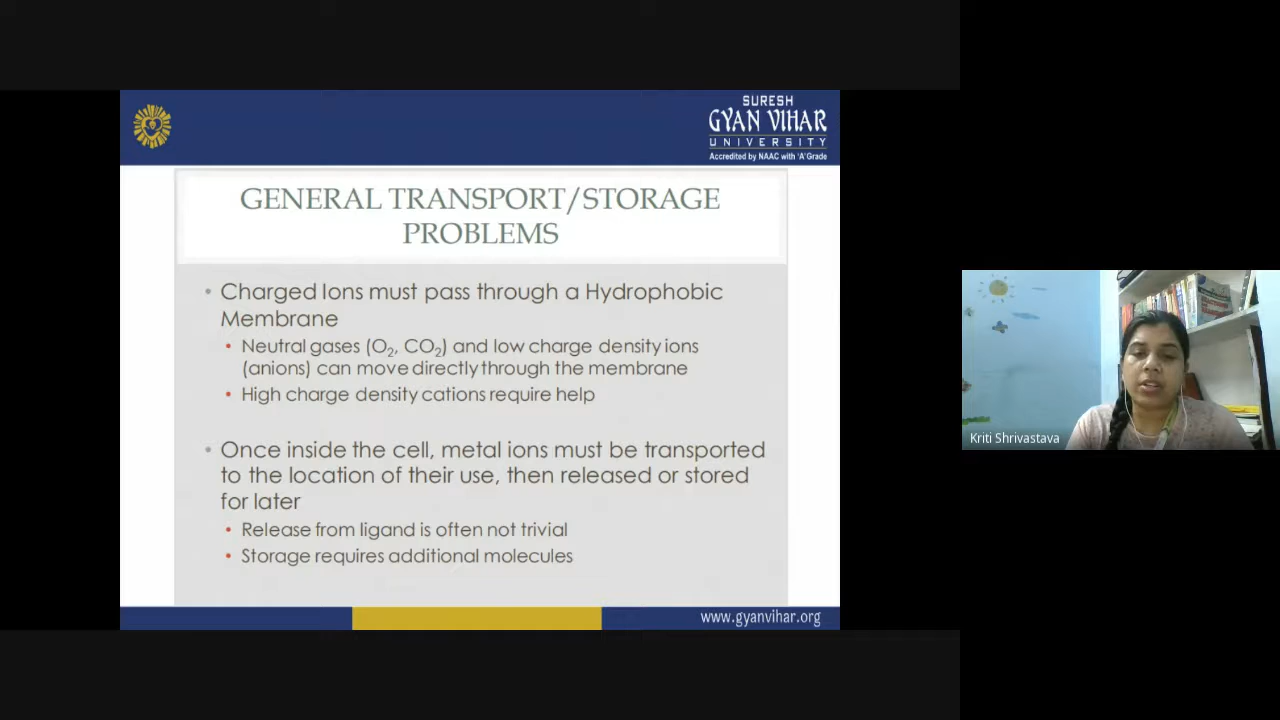 SURESH
GYAN VIHAR
UNIVERSITY
Accredited by NAAC with 'A' Grade
GENERAL TRANSPORT/STORAGE
PROBLEMS
• Charged Ions must pass through a Hydrophobic
Membrane
• Neutral gases (O₂, CO₂) and low charge density ions
(anions) can move directly through the membrane
• High charge density cations require help
• Once inside the cell, metal ions must be transported
to the location of their use, then released or stored
for later
• Release from ligand is often not trivial
• Storage requires additional molecules
www.gyanvihar.org
Kriti Shrivastava